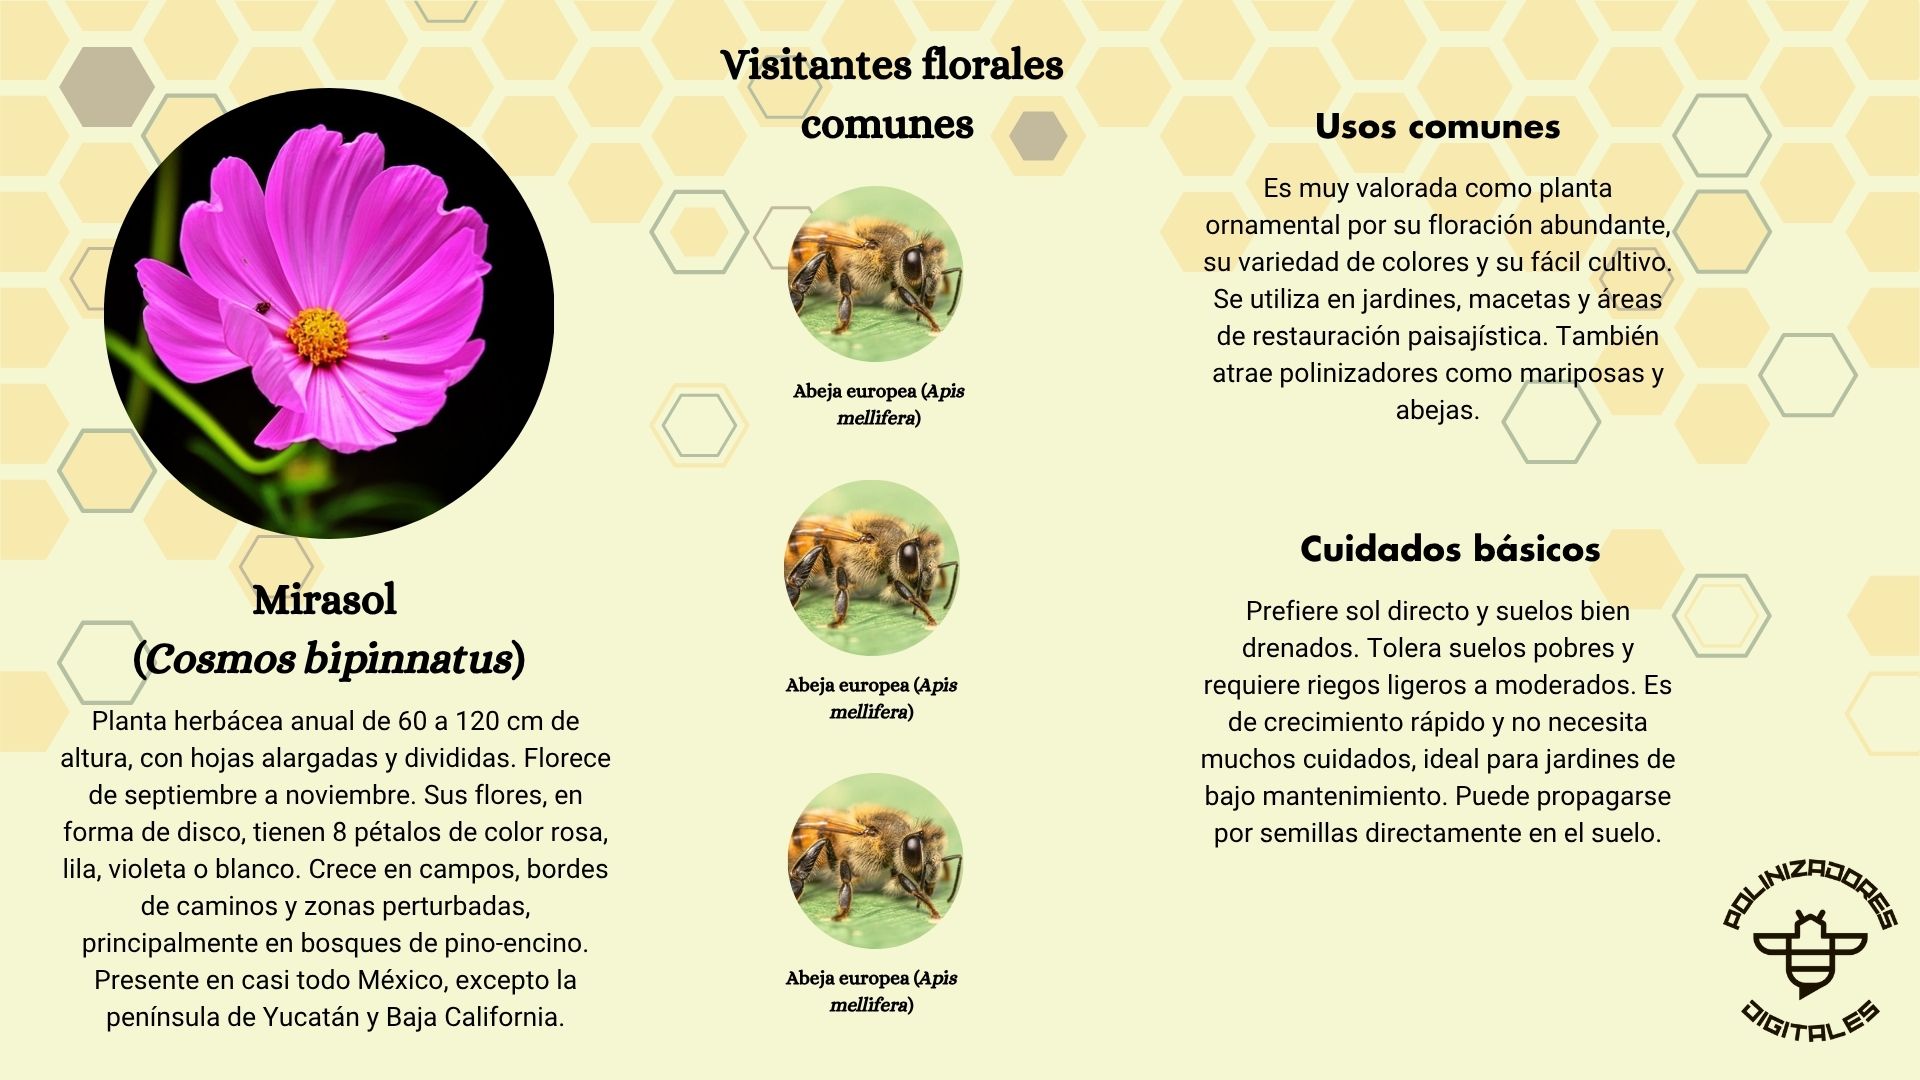 Mirasol
(Cosmos bipinnatus)
Planta herbácea anual de 60 a 120 cm de
altura, con hojas alargadas y divididas. Florece
de septiembre a noviembre. Sus flores, en
forma de disco, tienen 8 pétalos de color rosa,
lila, violeta o blanco. Crece en campos, bordes
de caminos y zonas perturbadas,
principalmente en bosques de pino-encino.
Presente en casi todo México, excepto la
península de Yucatán y Baja California.
Visitantes florales
comunes
Abeja europea (Apis
mellifera)
Abeja europea (Apis
mellifera)
Abeja europea (Apis
mellifera)
Usos comunes
Es muy valorada como planta
ornamental por su floración abundante,
su variedad de colores y su fácil cultivo.
Se utiliza en jardines, macetas y áreas
de restauración paisajística. También
atrae polinizadores como mariposas y
abejas.
Cuidados básicos
Prefiere sol directo y suelos bien
drenados. Tolera suelos pobres y
requiere riegos ligeros a moderados. Es
de crecimiento rápido y no necesita
muchos cuidados, ideal para jardines de
bajo mantenimiento. Puede propagarse
por semillas directamente en el suelo.
POLINIZADORES
DIGITALES